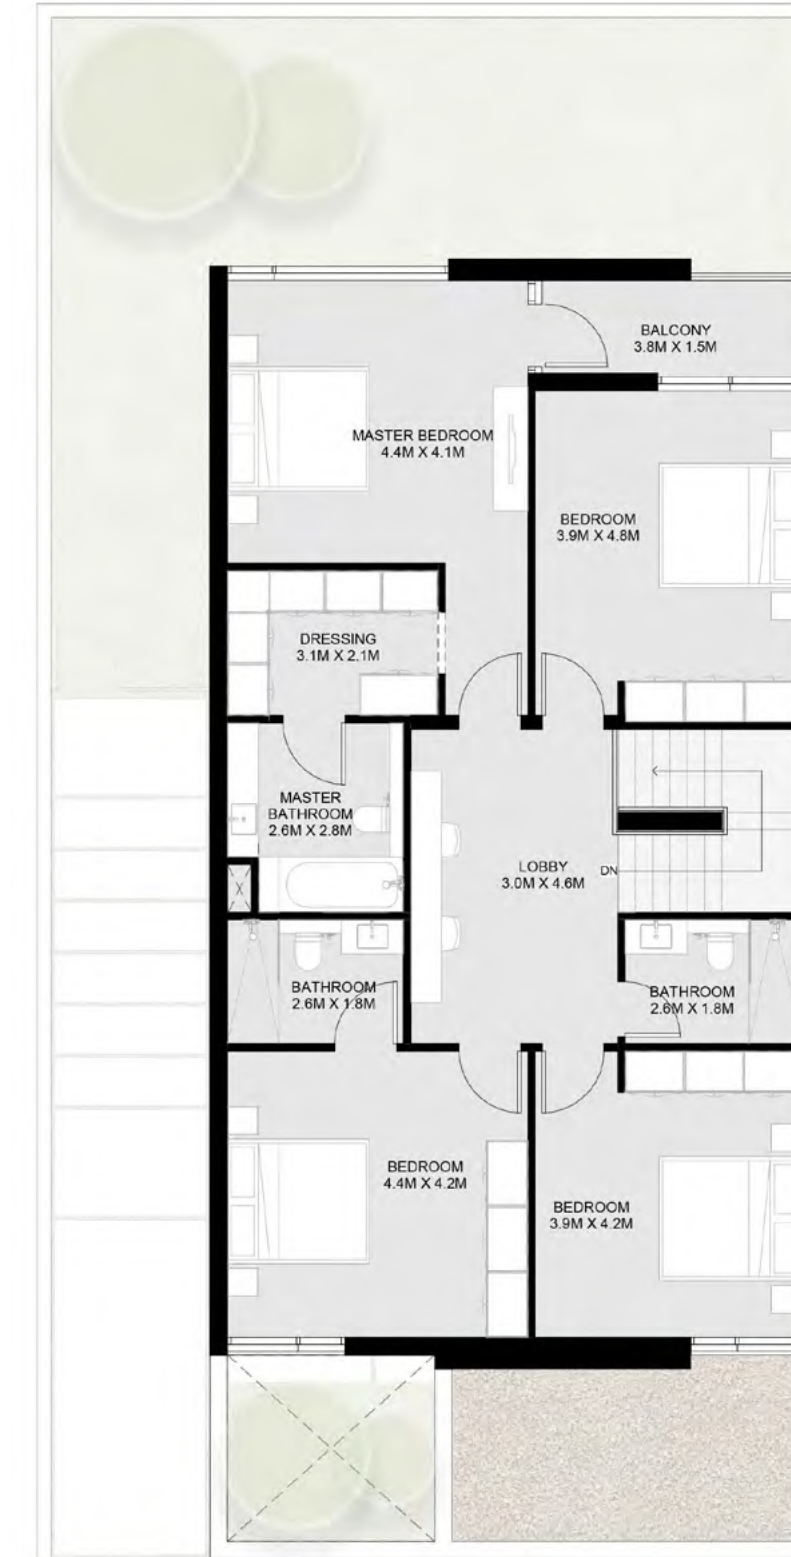 BALCONY
3.8M X 1.5M
MASTER BEDROOM
4.4M X 4.1M
BEDROOM
3.9M X 4.8M
DRESSING
3.1M X 2.1M
MASTER
BATHROOM
2.6M X 2.8M
LOBBY
3.0M X 4.6M
DN
BATHROOM
2.6M X 1.8M
BATHROOM
2.6M X 1.8M
BEDROOM
4.4M X 4.2M
BEDROOM
3.9M X 4.2M